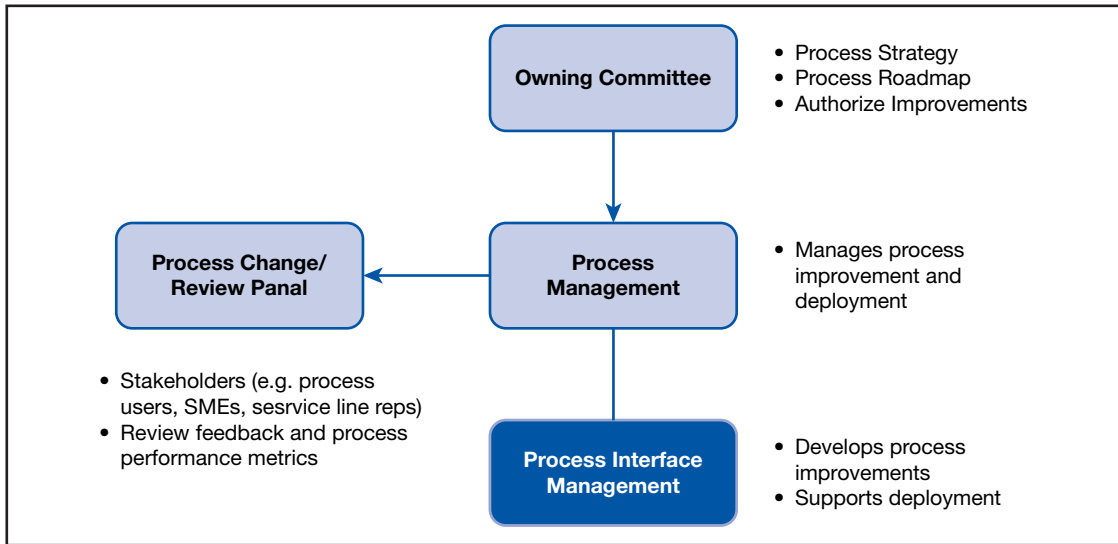 Owning Committee
• Process Strategy
• Process Roadmap
• Authorize Improvements
Process Change/
Review Panal
Process
Management
• Manages process
improvement and
deployment
• Stakeholders (e.g. process
users, SMEs, sesrvice line reps)
• Review feedback and process
performance metrics
Process Interface
Management
• Develops process
improvements
• Supports deployment